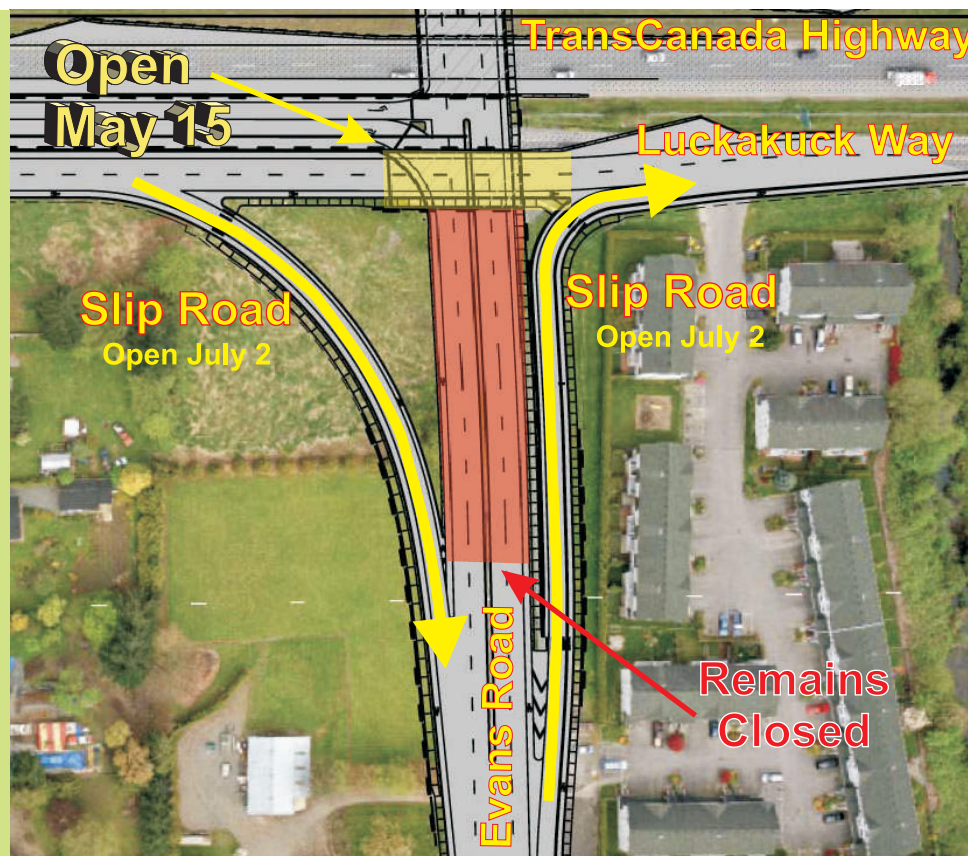 TransCanada Highway
Open
May 15
Luckakuck Way
Slip Road
Open July 2
Slip Road
Open July 2
Evans Road
Remains
Closed